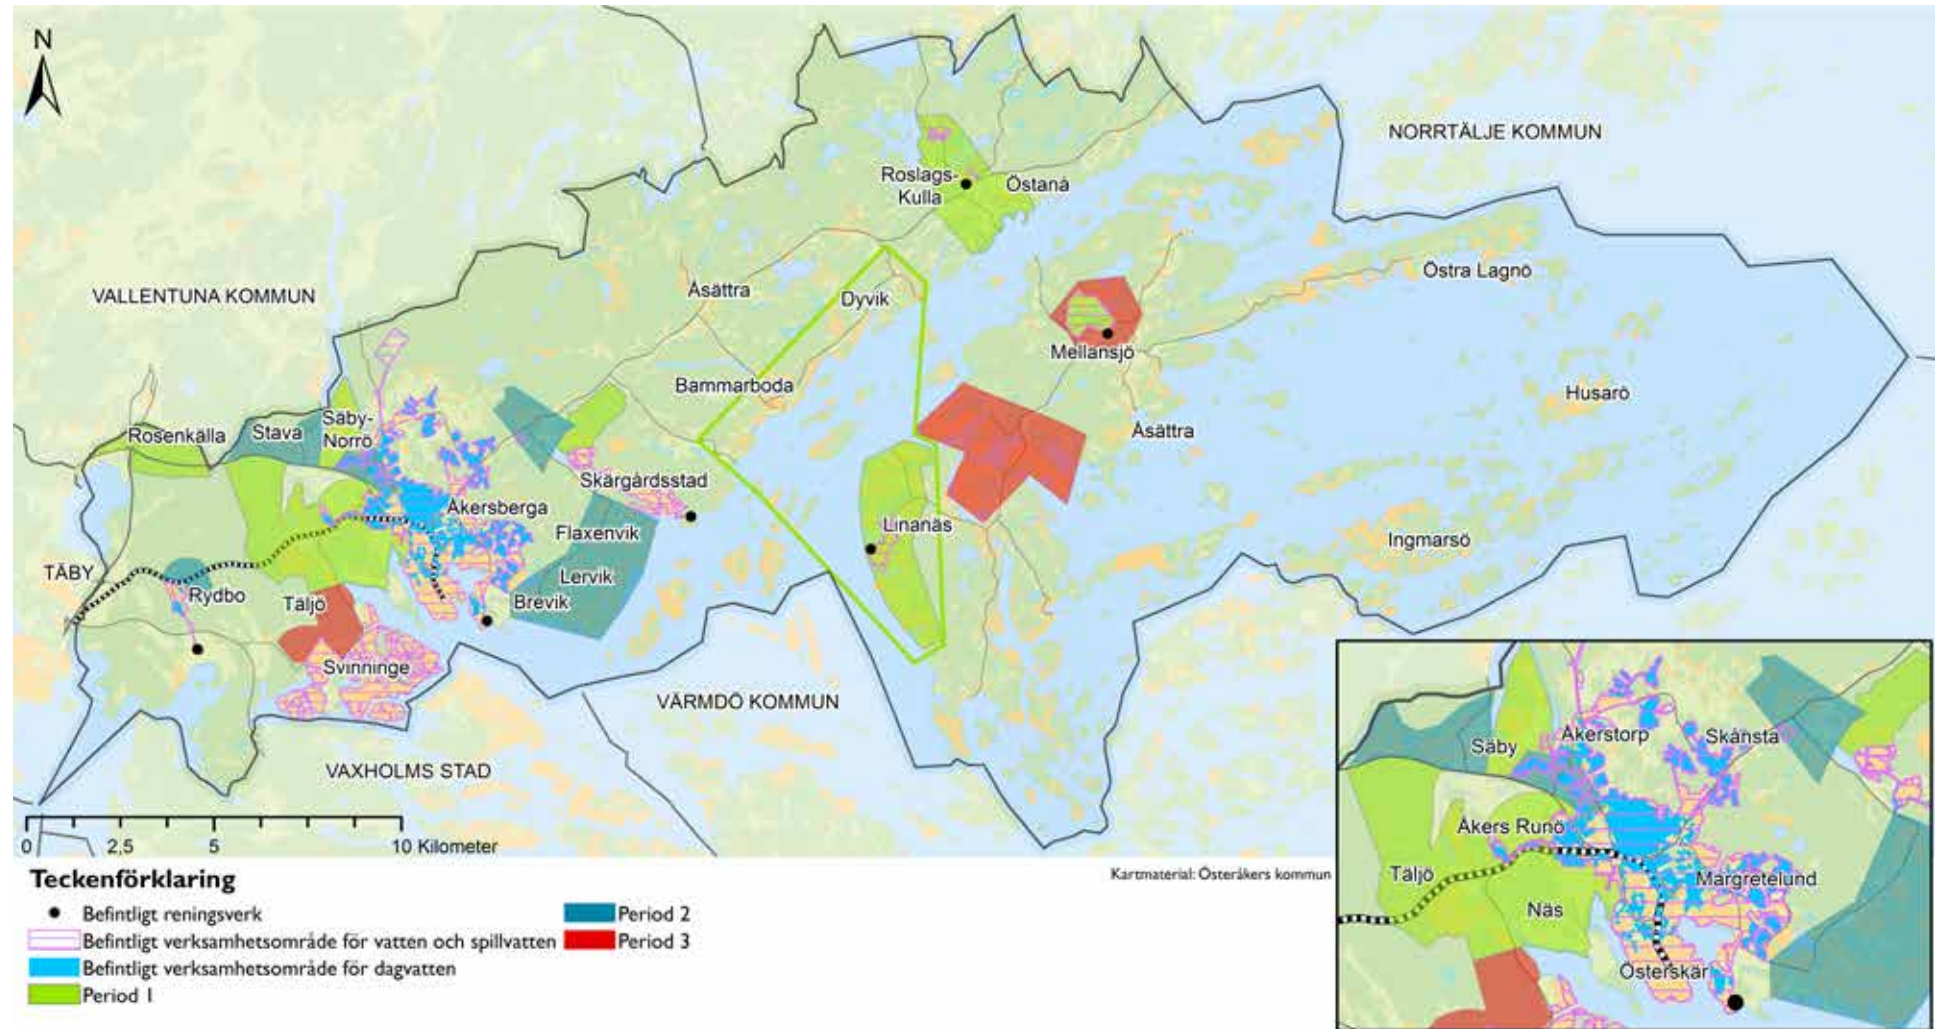 N
NORRTÄLJE KOMMUN
Roslags-
Kulla
Östanå
VALLENTUNA KOMMUN
Åsättra
Dyvik
Östra Lagnö
Mellansjö
Bammarboda
Husarö
Rosenkälla
Stava
Säby-
Norrö
Åsättra
Skärgårdsstad
Åkersberga
Linanäs
Flaxenvik
Ingmarsö
TÄBY
Lervik
Rydbo
Täljö
Brevik
Svinninge
VÄRMDÖ KOMMUN
VAXHOLMS STAD
Säby
Åkerstorp
Skånsta
Åkers Runö
Täljö
Margretelund
Näs
Österskär
0 2,5 5 10 Kilometer
Kartmaterial: Österåkers kommun
Teckenförklaring
Befintligt reningsverk
Befintligt verksamhetsområde för vatten och spillvatten
Befintligt verksamhetsområde för dagvatten
Period 1
Period 2
Period 3